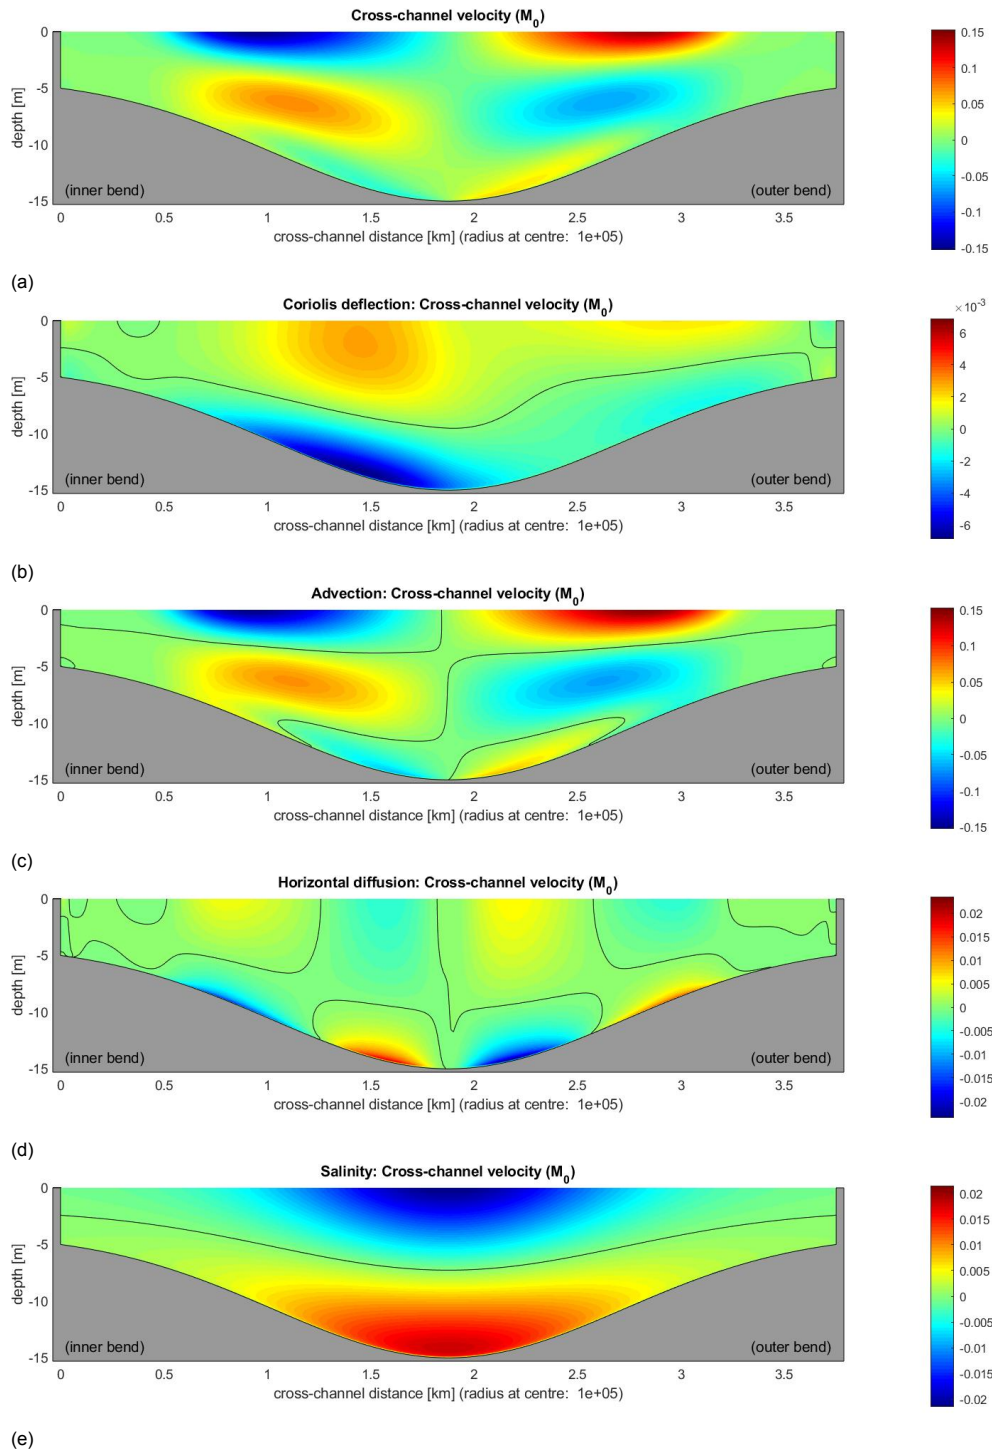 Cross-channel velocity (M0)
0
-5
-10
-15
depth [m]
(inner bend)
(outer bend)
0 0.5 1 1.5 2 2.5 3 3.5
cross-channel distance [km] (radius at centre: 1e+05)
0.15
0.1
0.05
0
-0.05
-0.1
-0.15
(a)
Coriolis deflection: Cross-channel velocity (M0)
0
-5
-10
-15
depth [m]
(inner bend)
(outer bend)
0 0.5 1 1.5 2 2.5 3 3.5
cross-channel distance [km] (radius at centre: 1e+05)
×10-3
6
4
2
0
-2
-4
-6
(b)
Advection: Cross-channel velocity (M0)
0
-5
-10
-15
depth [m]
(inner bend)
(outer bend)
0 0.5 1 1.5 2 2.5 3 3.5
cross-channel distance [km] (radius at centre: 1e+05)
0.15
0.1
0.05
0
-0.05
-0.1
-0.15
(c)
Horizontal diffusion: Cross-channel velocity (M0)
0
-5
-10
-15
depth [m]
(inner bend)
(outer bend)
0 0.5 1 1.5 2 2.5 3 3.5
cross-channel distance [km] (radius at centre: 1e+05)
0.02
0.015
0.01
0.005
0
-0.005
-0.01
-0.015
-0.02
(d)
Salinity: Cross-channel velocity (M0)
0
-5
-10
-15
depth [m]
(inner bend)
(outer bend)
0 0.5 1 1.5 2 2.5 3 3.5
cross-channel distance [km] (radius at centre: 1e+05)
0.02
0.015
0.01
0.005
0
-0.005
-0.01
-0.015
-0.02
(e)